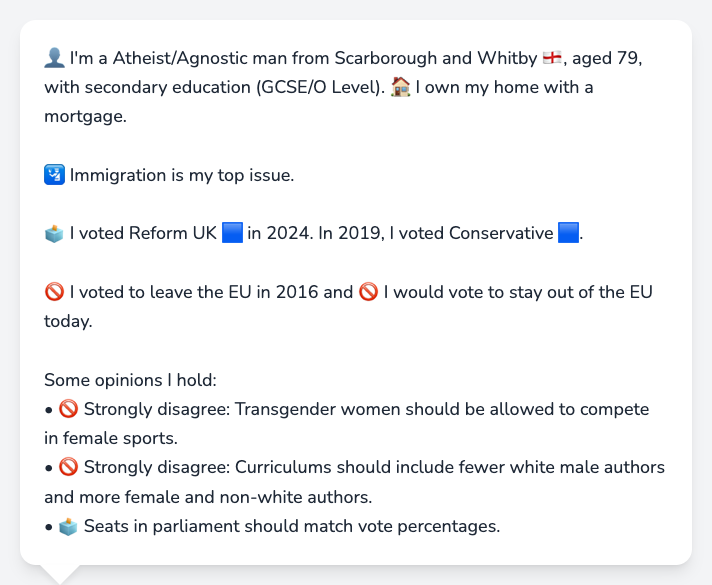 👤 I'm a Atheist/Agnostic man from Scarborough and Whitby 🏴󠁧󠁢󠁥󠁮󠁧󠁿, aged 79,
with secondary education (GCSE/O Level). 🏠 I own my home with a
mortgage.
🛂 Immigration is my top issue.
🗳️ I voted Reform UK 🟦 in 2024. In 2019, I voted Conservative 🟦.
🚫 I voted to leave the EU in 2016 and 🚫 I would vote to stay out of the EU
today.
Some opinions I hold:
• 🚫 Strongly disagree: Transgender women should be allowed to compete
in female sports.
• 🚫 Strongly disagree: Curriculums should include fewer white male authors
and more female and non-white authors.
• 🗳️ Seats in parliament should match vote percentages.